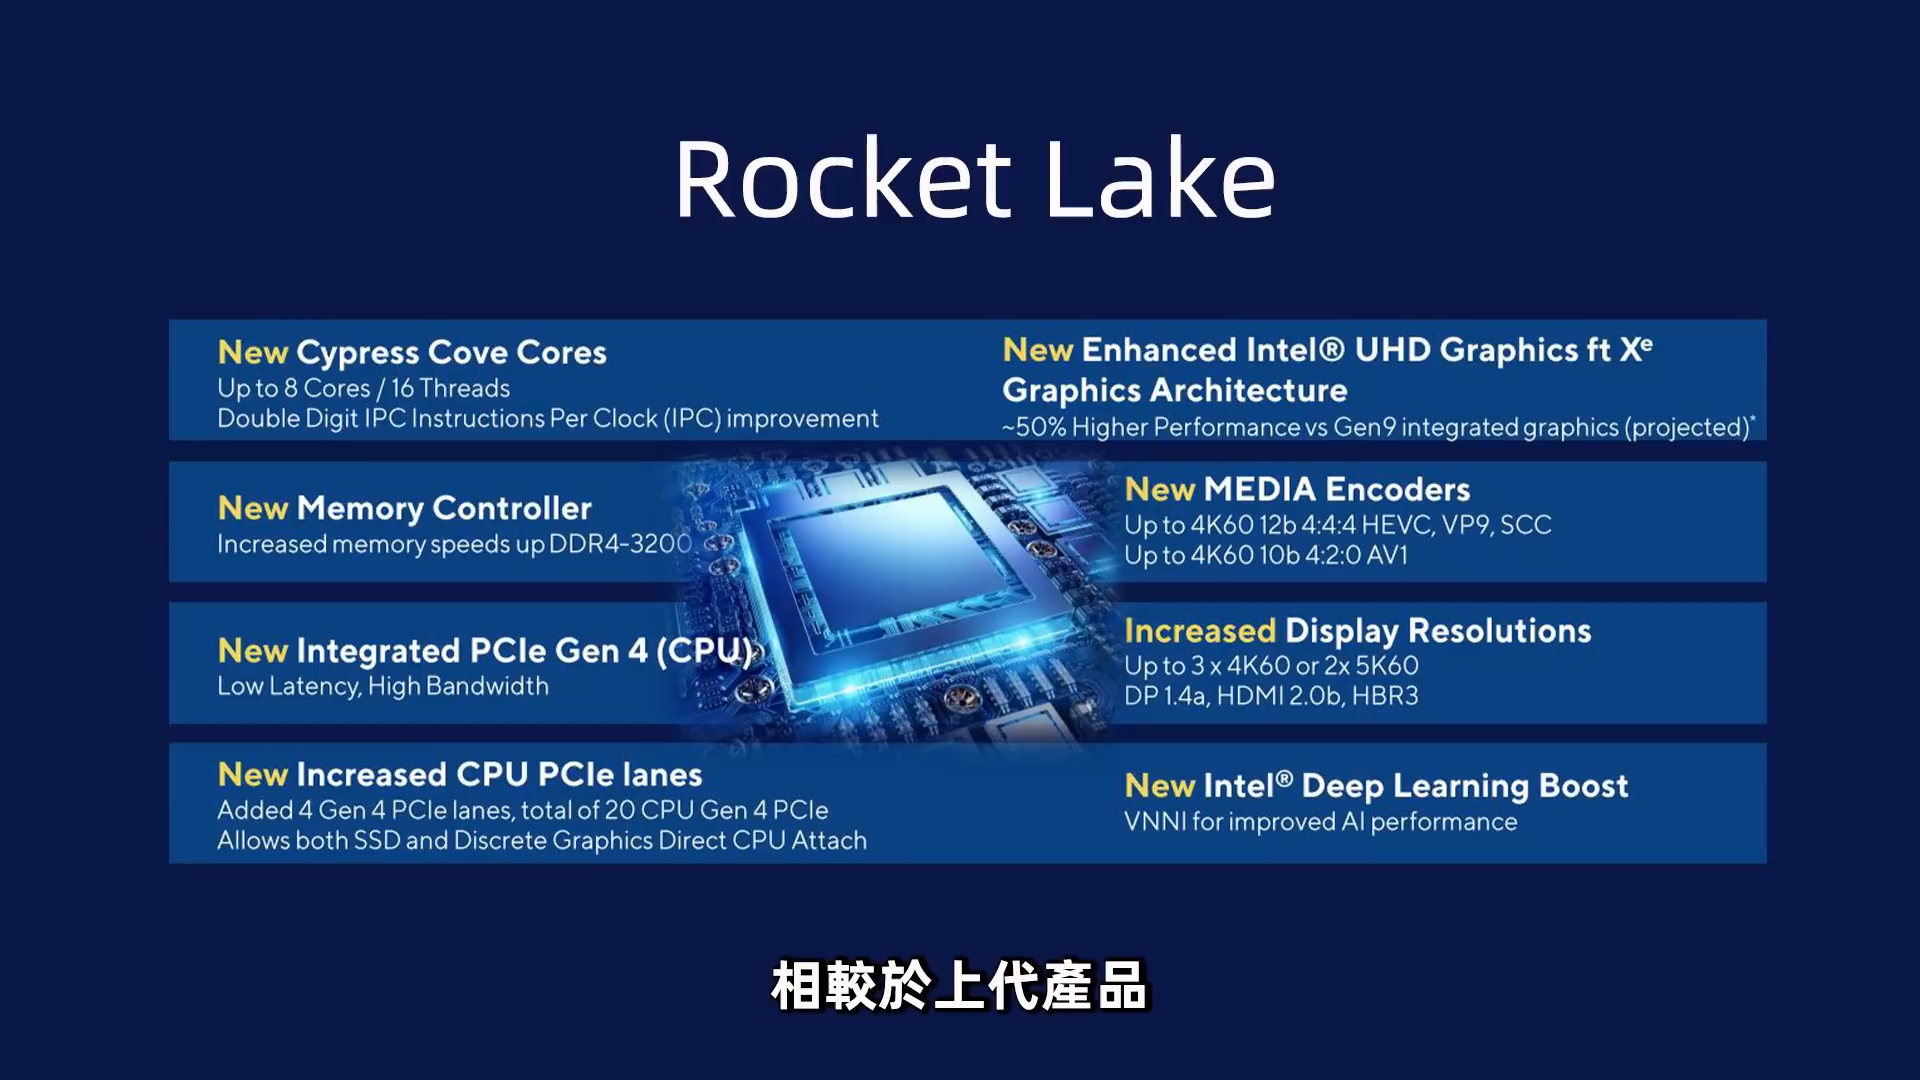 Rocket Lake
New Cypress Cove Cores
Up to 8 Cores / 16 Threads
Double Digit IPC Instructions Per Clock (IPC) improvement
New Memory Controller
Increased memory speeds up DDR4-3200
New Integrated PCIe Gen 4 (CPU)
Low Latency, High Bandwidth
New Increased CPU PCIe lanes
Added 4 Gen 4 PCIe lanes, total of 20 CPU Gen 4 PCIe
Allows both SSD and Discrete Graphics Direct CPU Attach
New Enhanced Intel® UHD Graphics ft Xᵉ
Graphics Architecture
~50% Higher Performance vs Gen9 integrated graphics (projected)*
New MEDIA Encoders
Up to 4K60 12b 4:4:4 HEVC, VP9, SCC
Up to 4K60 10b 4:2:0 AV1
Increased Display Resolutions
Up to 3 x 4K60 or 2x 5K60
DP 1.4a, HDMI 2.0b, HBR3
New Intel® Deep Learning Boost
VNNI for improved AI performance
相較於上代產品